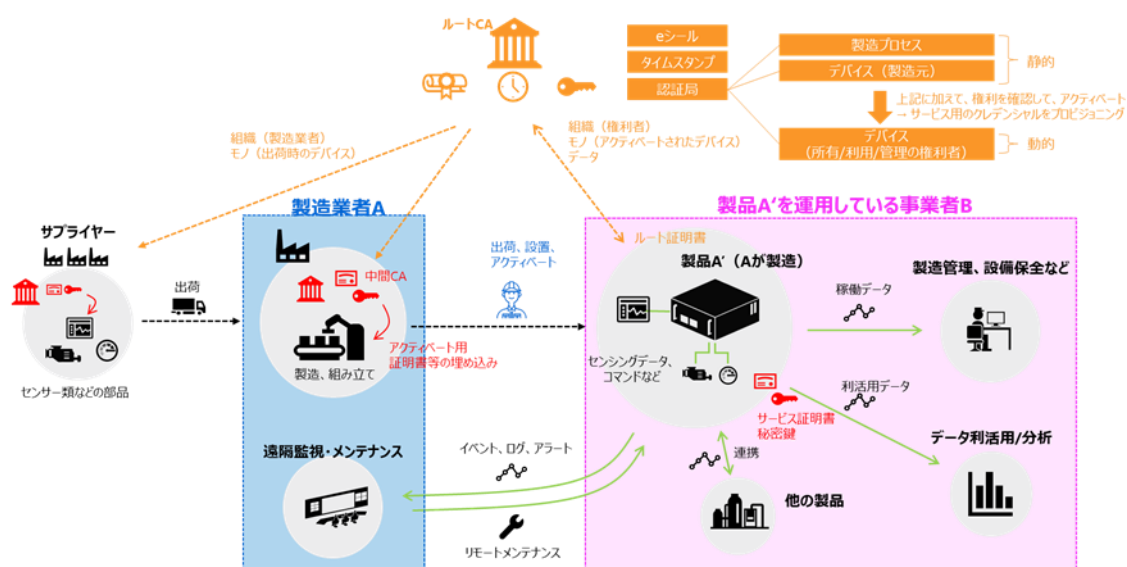 ルートCA
eシール
タイムスタンプ
認証局
製造プロセス
デバイス（製造元）
静的
上記に加えて、権利を確認して、アクティベート
→ サービス用のクレデンシャルをプロビジョニング
デバイス
（所有/利用/管理の権利者）
動的
組織（製造業者）
モノ（出荷時のデバイス）
組織（権利者）
モノ（アクティベートされたデバイス）
データ
製造業者A
製品A‘を運用している事業者B
サプライヤー
出荷
センサー類などの部品
中間CA
アクティベート用
証明書等の埋め込み
製造、組み立て
出荷、設置、
アクティベート
ルート証明書
製品A‘（Aが製造）
センシングデータ、
コマンドなど
サービス証明書
秘密鍵
稼働データ
製造管理、設備保全など
利活用データ
データ利活用/分析
連携
他の製品
遠隔監視・メンテナンス
イベント、ログ、アラート
リモートメンテナンス